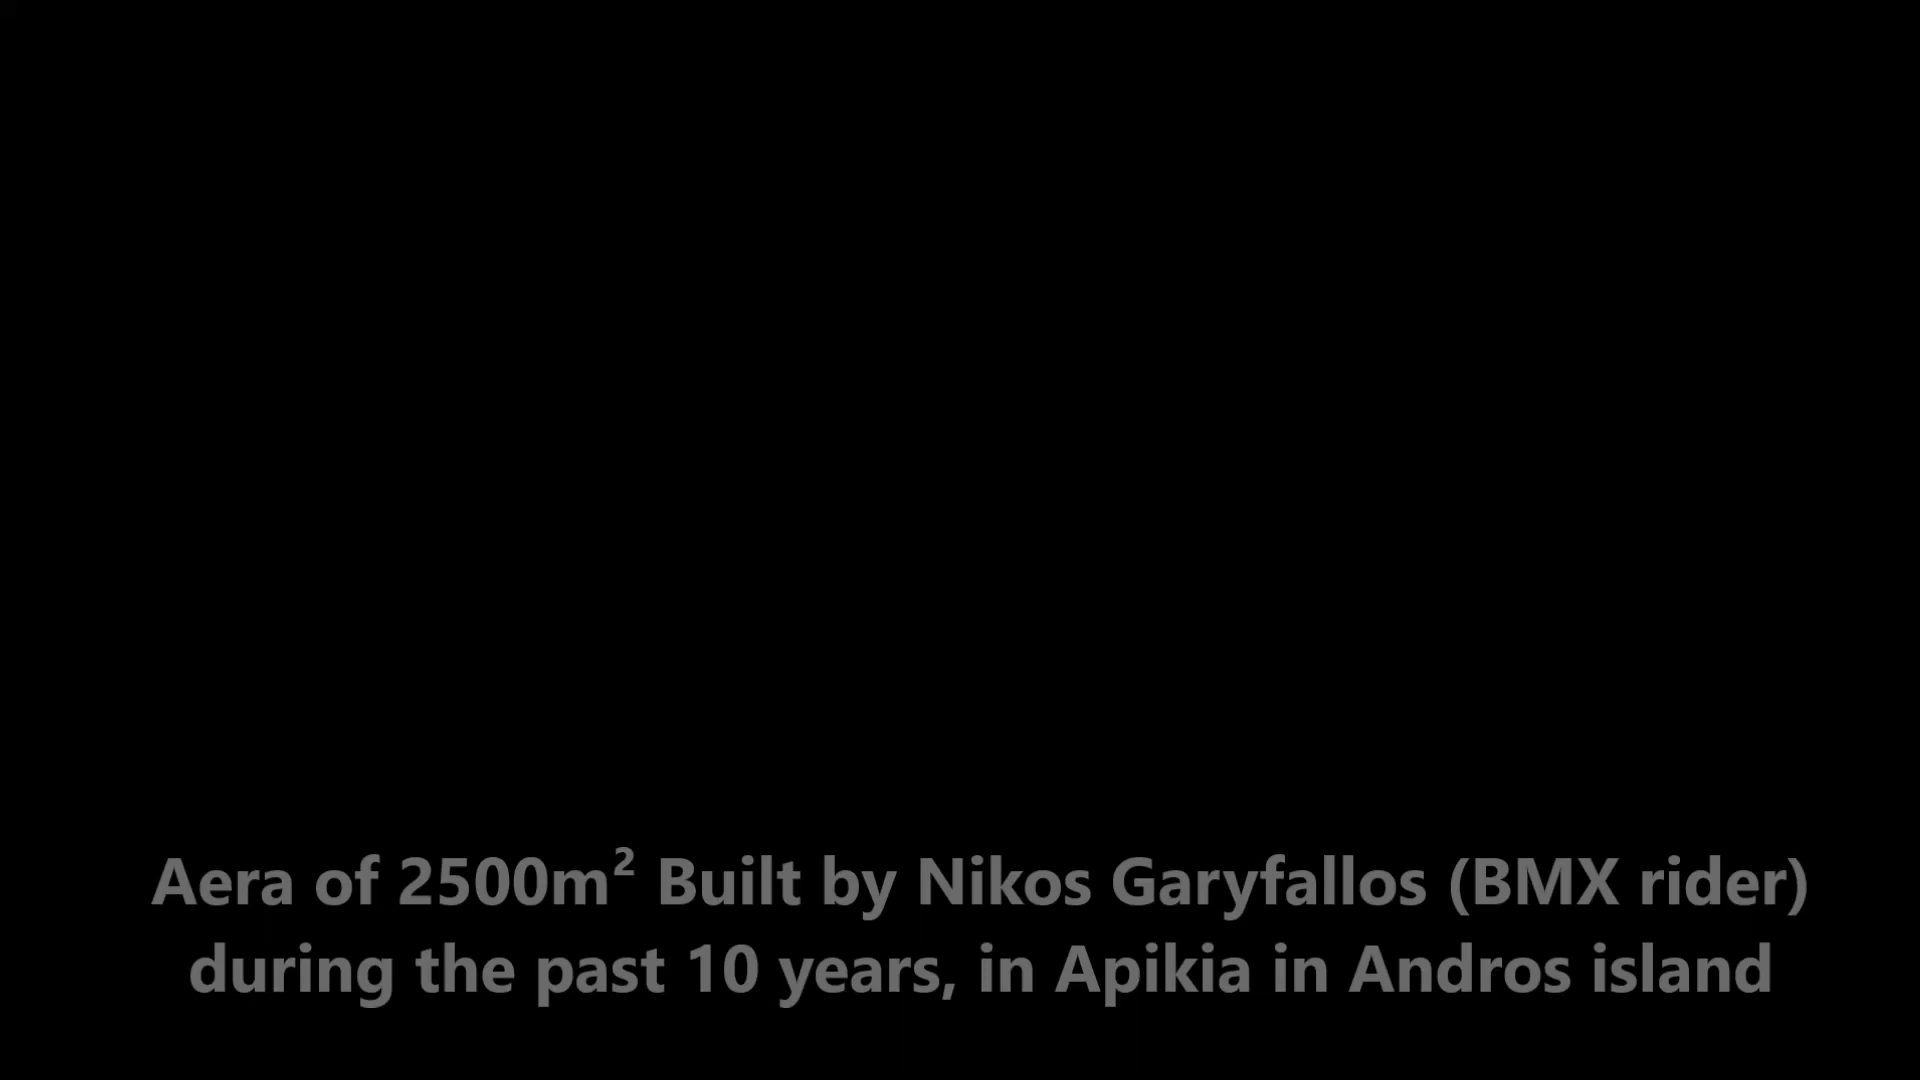 Aera of 2500m² Built by Nikos Garyfallos (BMX rider)
during the past 10 years, in Apikia in Andros island